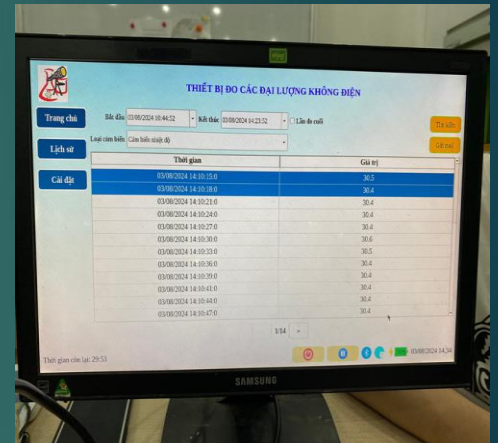 THIẾT BỊ ĐO CÁC ĐẠI LƯỢNG KHÔNG ĐIỆN
Trang chủ
Bắt đầu 03/08/2024 10:44:52 Kết thúc 03/08/2024 14:23:52 Lần đo cuối
Tìm kiếm
Lịch sử
Loại cảm biến Cảm biến nhiệt độ
Cài đặt
Thời gian Giá trị
03/08/2024 14:10:15:0 30.5
03/08/2024 14:10:18:0 30.4
03/08/2024 14:10:21:0 30.4
03/08/2024 14:10:24:0 30.4
03/08/2024 14:10:27:0 30.4
03/08/2024 14:10:30:0 30.6
03/08/2024 14:10:33:0 30.5
03/08/2024 14:10:36:0 30.4
03/08/2024 14:10:39:0 30.4
03/08/2024 14:10:41:0 30.4
03/08/2024 14:10:44:0 30.4
03/08/2024 14:10:47:0 30.4
1/14 >
Thời gian còn lại: 29:53
03/08/2024 14:34
SAMSUNG